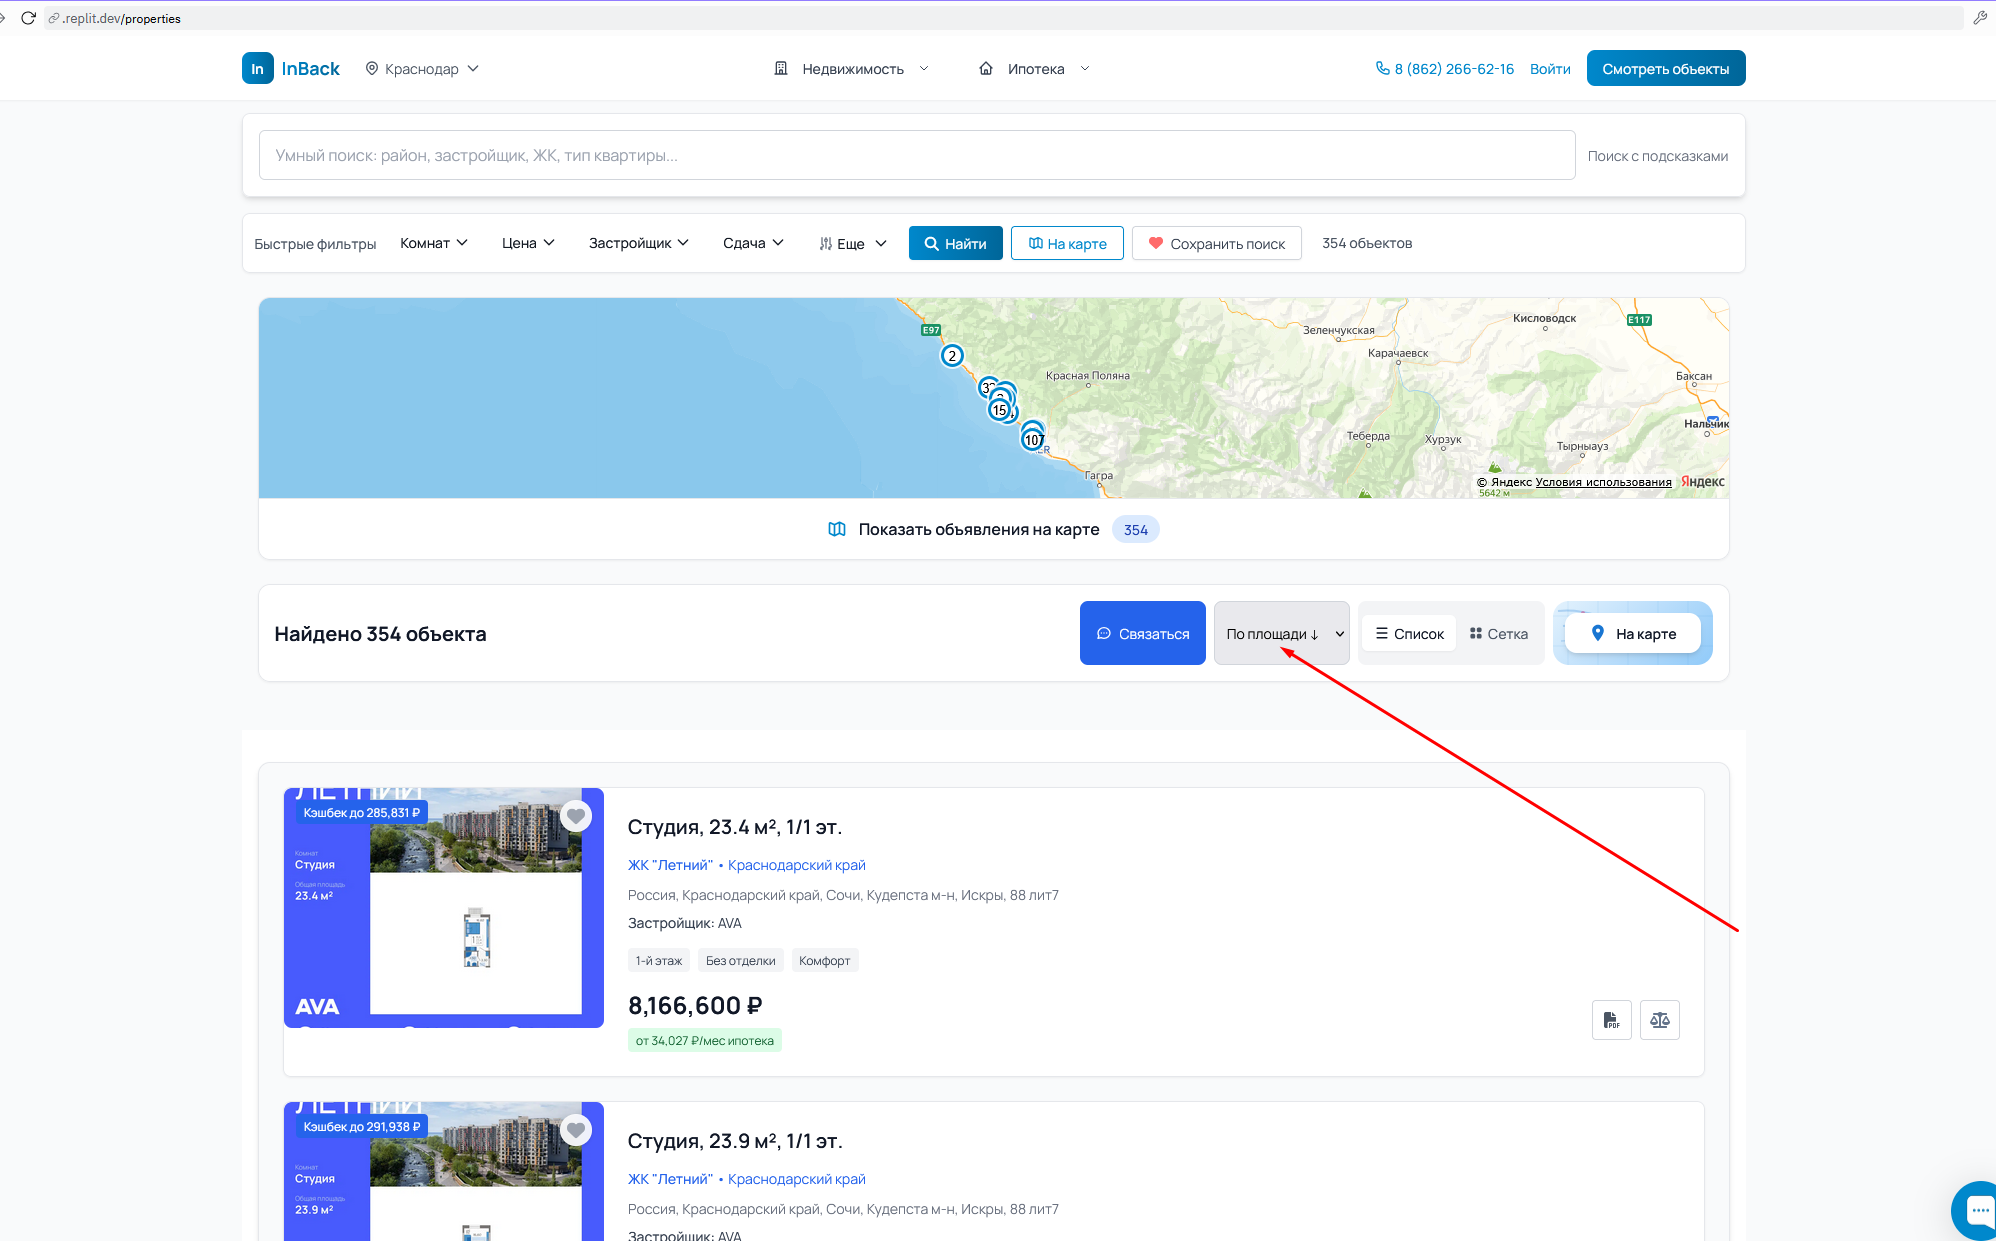 .replit.dev/properties
In InBack
Краснодар
Недвижимость
Ипотека
8 (862) 266-62-16
Войти
Смотреть объекты
Умный поиск: район, застройщик, ЖК, тип квартиры...
Поиск с подсказками
Быстрые фильтры
Комнат
Цена
Застройщик
Сдача
Еще
Найти
На карте
Сохранить поиск
354 объектов
E97
2
15
107
Красная Поляна
Гагра
Зеленчукская
Карачаевск
Кисловодск
E117
Баксан
Нальчик
Теберда
Хурзук
Тырныауз
5642 м
© Яндекс Условия использования
Яндекс
Показать объявления на карте 354
Найдено 354 объекта
Связаться
По площади ↓
Список
Сетка
На карте
ЛЕТНИЙ
Кэшбек до 285,831 ₽
Комнат
Студия
Общая площадь
23.4 м²
AVA
Студия, 23.4 м², 1/1 эт.
ЖК "Летний" • Краснодарский край
Россия, Краснодарский край, Сочи, Кудепста м-н, Искры, 88 лит7
Застройщик: AVA
1-й этаж
Без отделки
Комфорт
8,166,600 ₽
от 34,027 ₽/мес ипотека
PDF
ЛЕТНИЙ
Кэшбек до 291,938 ₽
Комнат
Студия
Общая площадь
23.9 м²
Студия, 23.9 м², 1/1 эт.
ЖК "Летний" • Краснодарский край
Россия, Краснодарский край, Сочи, Кудепста м-н, Искры, 88 лит7
Застройщик: AVA